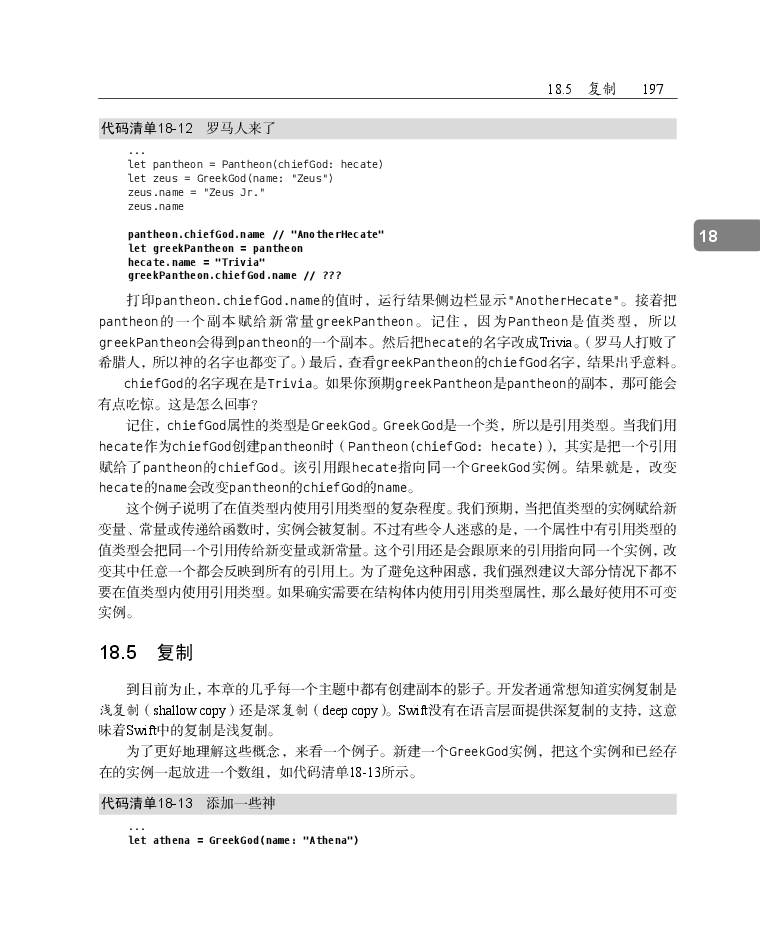 18.5 复制 197
代码清单18-12 罗马人来了
...
let pantheon = Pantheon(chiefGod: hecate)
let zeus = GreekGod(name: "Zeus")
zeus.name = "Zeus Jr."
zeus.name
pantheon.chiefGod.name // "AnotherHecate"
let greekPantheon = pantheon
hecate.name = "Trivia"
greekPantheon.chiefGod.name // ???
18
打印pantheon.chiefGod.name的值时，运行结果侧边栏显示"AnotherHecate"。接着把
pantheon的一个副本赋给新常量greekPantheon。记住，因为Pantheon是值类型，所以
greekPantheon会得到pantheon的一个副本。然后把hecate的名字改成Trivia。（罗马人打败了
希腊人，所以神的名字也都变了。）最后，查看greekPantheon的chiefGod名字，结果出乎意料。
chiefGod的名字现在是Trivia。如果你预期greekPantheon是pantheon的副本，那可能会
有点吃惊。这是怎么回事？
记住，chiefGod属性的类型是GreekGod。GreekGod是一个类，所以是引用类型。当我们用
hecate作为chiefGod创建pantheon时（Pantheon(chiefGod: hecate)），其实是把一个引用
赋给了pantheon的chiefGod。该引用跟hecate指向同一个GreekGod实例。结果就是，改变
hecate的name会改变pantheon的chiefGod的name。
这个例子说明了在值类型内使用引用类型的复杂程度。我们预期，当把值类型的实例赋给新
变量、常量或传递给函数时，实例会被复制。不过有些令人迷惑的是，一个属性中有引用类型的
值类型会把同一个引用传给新变量或新常量。这个引用还是会跟原来的引用指向同一个实例，改
变其中任意一个都会反映到所有的引用上。为了避免这种困惑，我们强烈建议大部分情况下都不
要在值类型内使用引用类型。如果确实需要在结构体内使用引用类型属性，那么最好使用不可变
实例。
18.5 复制
到目前为止，本章的几乎每一个主题中都有创建副本的影子。开发者通常想知道实例复制是
浅复制（shallow copy）还是深复制（deep copy）。Swift没有在语言层面提供深复制的支持，这意
味着Swift中的复制是浅复制。
为了更好地理解这些概念，来看一个例子。新建一个GreekGod实例，把这个实例和已经存
在的实例一起放进一个数组，如代码清单18-13所示。
代码清单18-13 添加一些神
...
let athena = GreekGod(name: "Athena")